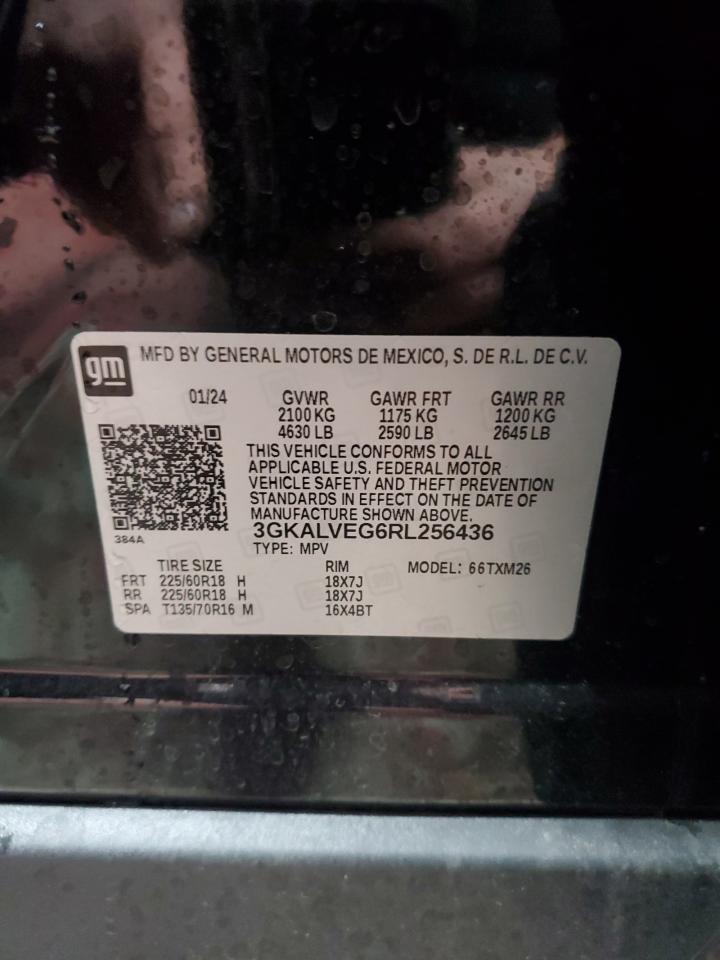 gm
MFD BY GENERAL MOTORS DE MEXICO, S. DE R.L. DE C.V.
01/24 GVWR GAWR FRT GAWR RR
2100 KG 1175 KG 1200 KG
4630 LB 2590 LB 2645 LB
THIS VEHICLE CONFORMS TO ALL
APPLICABLE U.S. FEDERAL MOTOR
VEHICLE SAFETY AND THEFT PREVENTION
STANDARDS IN EFFECT ON THE DATE OF
MANUFACTURE SHOWN ABOVE.
384A
3GKALVEG6RL256436
TYPE: MPV
TIRE SIZE RIM MODEL: 66TXM26
FRT 225/60R18 H 18X7J
RR 225/60R18 H 18X7J
SPA T135/70R16 M 16X4BT